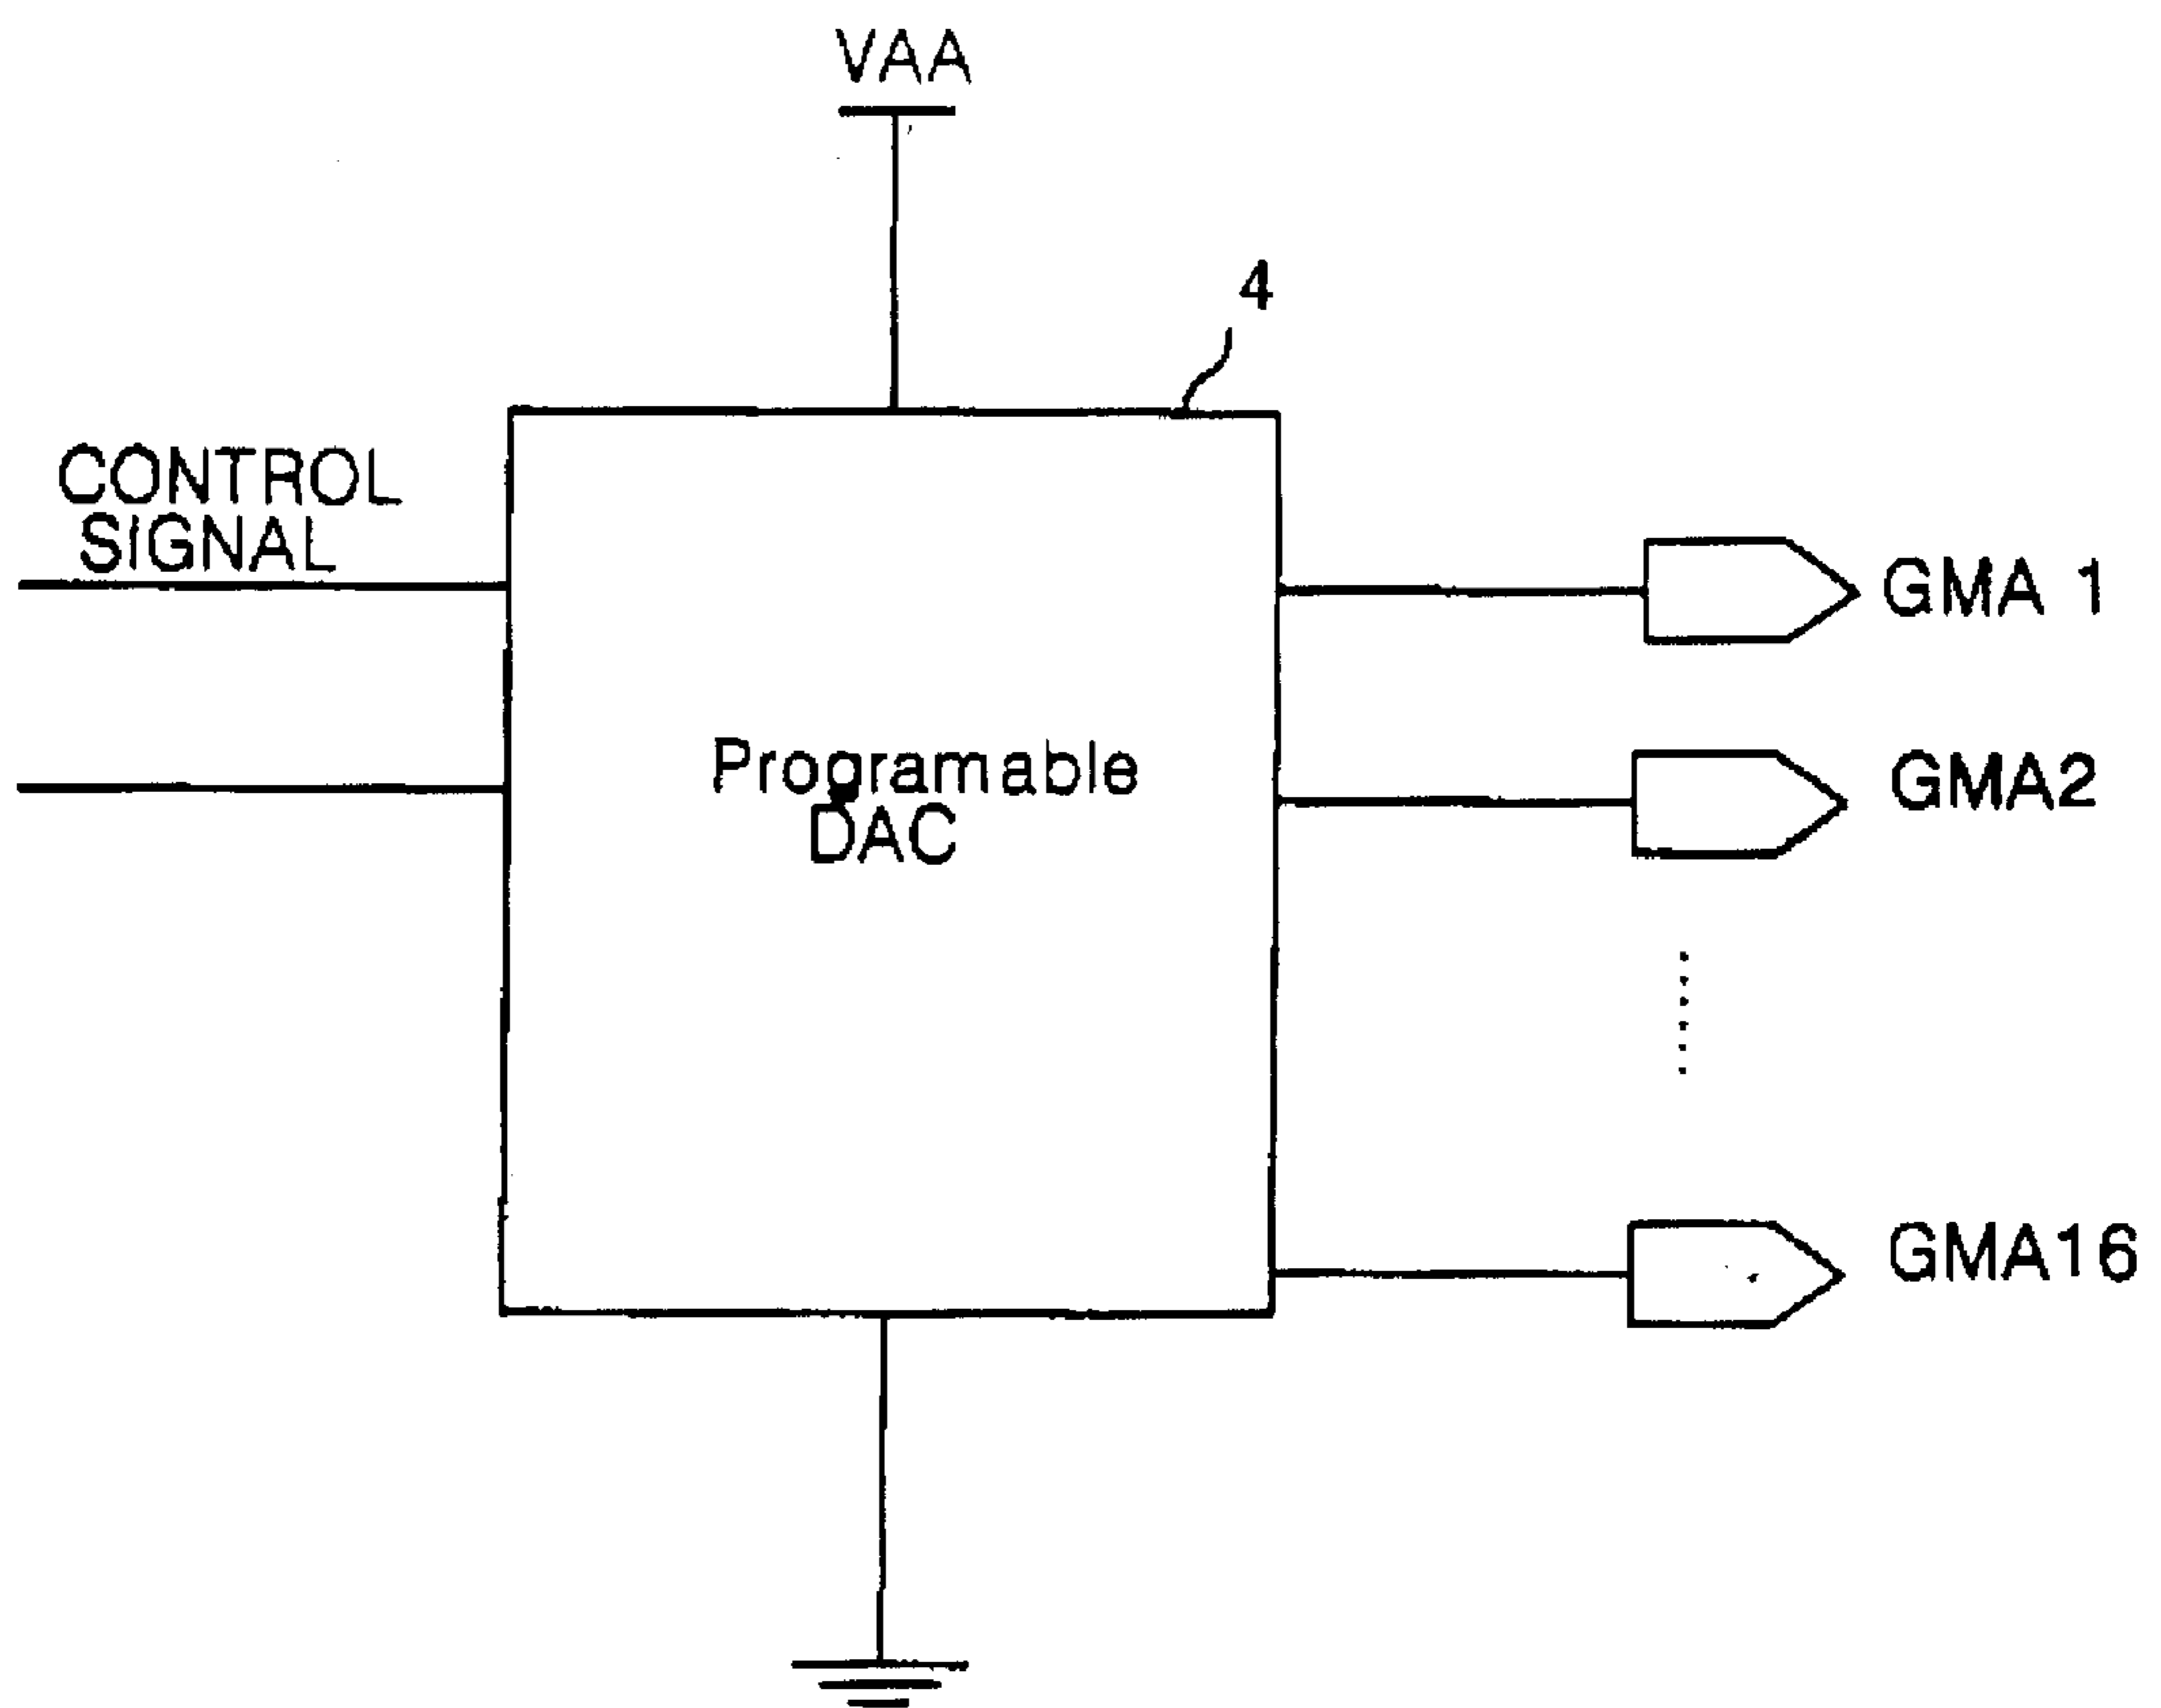 VAA
4
CONTROL
SIGNAL
GMA 1
Programable
DAC
GMA2
GMA16